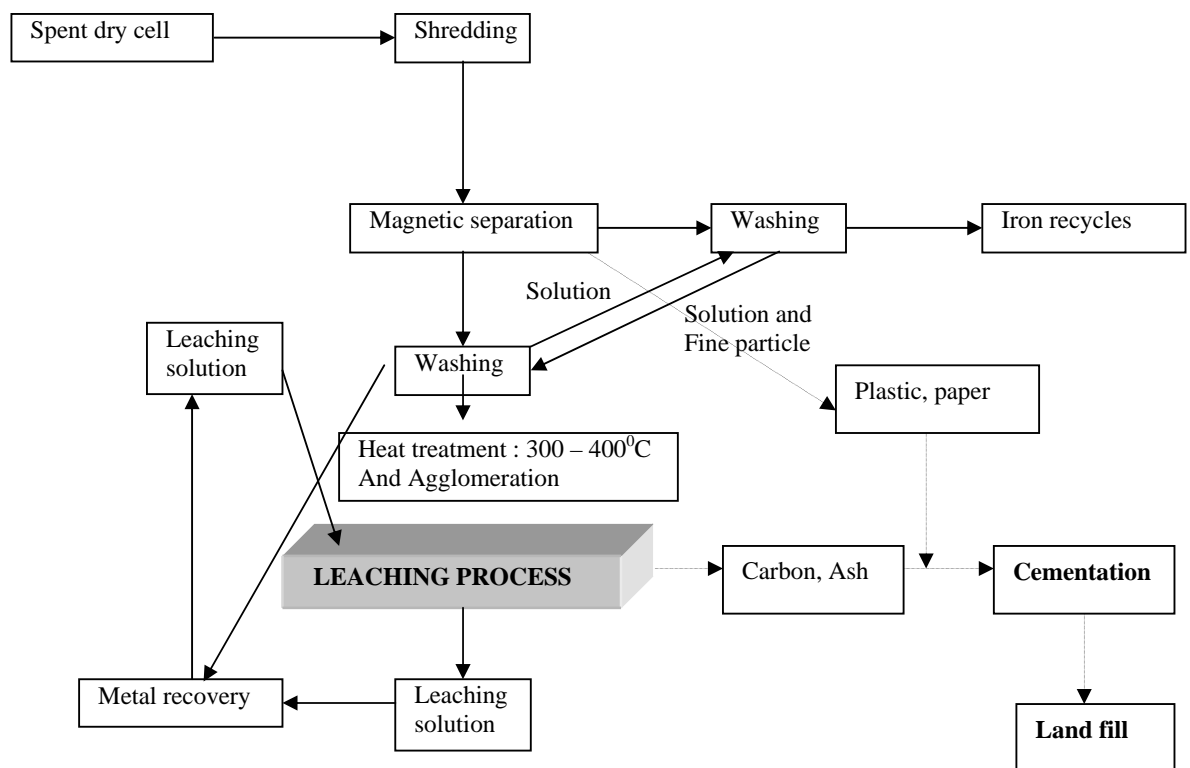 Spent dry cell
Shredding
Magnetic separation
Washing
Iron recycles
Solution
Solution and
Fine particle
Leaching
solution
Washing
Plastic, paper
Heat treatment : 300 – 400⁰C
And Agglomeration
LEACHING PROCESS
Carbon, Ash
Cementation
Metal recovery
Leaching
solution
Land fill